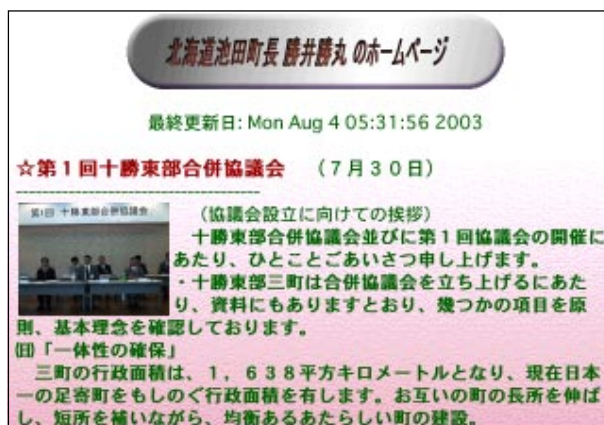 北海道池田町長 勝井勝丸 のホームページ
最終更新日: Mon Aug 4 05:31:56 2003
☆第１回十勝東部合併協議会　（７月３０日）
第1回 十勝東部合併協議会
（協議会設立に向けての挨拶）
十勝東部合併協議会並びに第１回協議会の開催に
あたり、ひとことごあいさつ申し上げます。
・十勝東部三町は合併協議会を立ち上げるにあた
り、資料にもありますとおり、幾つかの項目を原
則、基本理念を確認しております。
㈰「一体性の確保」
三町の行政面積は、１，６３８平方キロメートルとなり、現在日本
一の足寄町をもしのぐ行政面積を有します。お互いの町の長所を伸ば
し、短所を補いながら、均衡あるあたらしい町の建設。